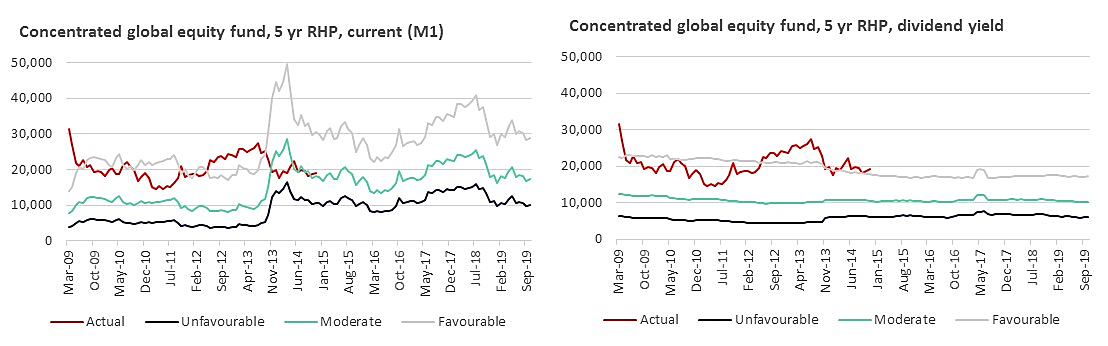 Concentrated global equity fund, 5 yr RHP, current (M1)
50,000
40,000
30,000
20,000
10,000
0
Mar-09
Oct-09
May-10
Dec-10
Jul-11
Feb-12
Sep-12
Apr-13
Nov-13
Jun-14
Jan-15
Aug-15
Mar-16
Oct-16
May-17
Dec-17
Jul-18
Feb-19
Sep-19
Actual Unfavourable Moderate Favourable
Concentrated global equity fund, 5 yr RHP, dividend yield
50,000
40,000
30,000
20,000
10,000
0
Mar-09
Oct-09
May-10
Dec-10
Jul-11
Feb-12
Sep-12
Apr-13
Nov-13
Jun-14
Jan-15
Aug-15
Mar-16
Oct-16
May-17
Dec-17
Jul-18
Feb-19
Sep-19
Actual Unfavourable Moderate Favourable